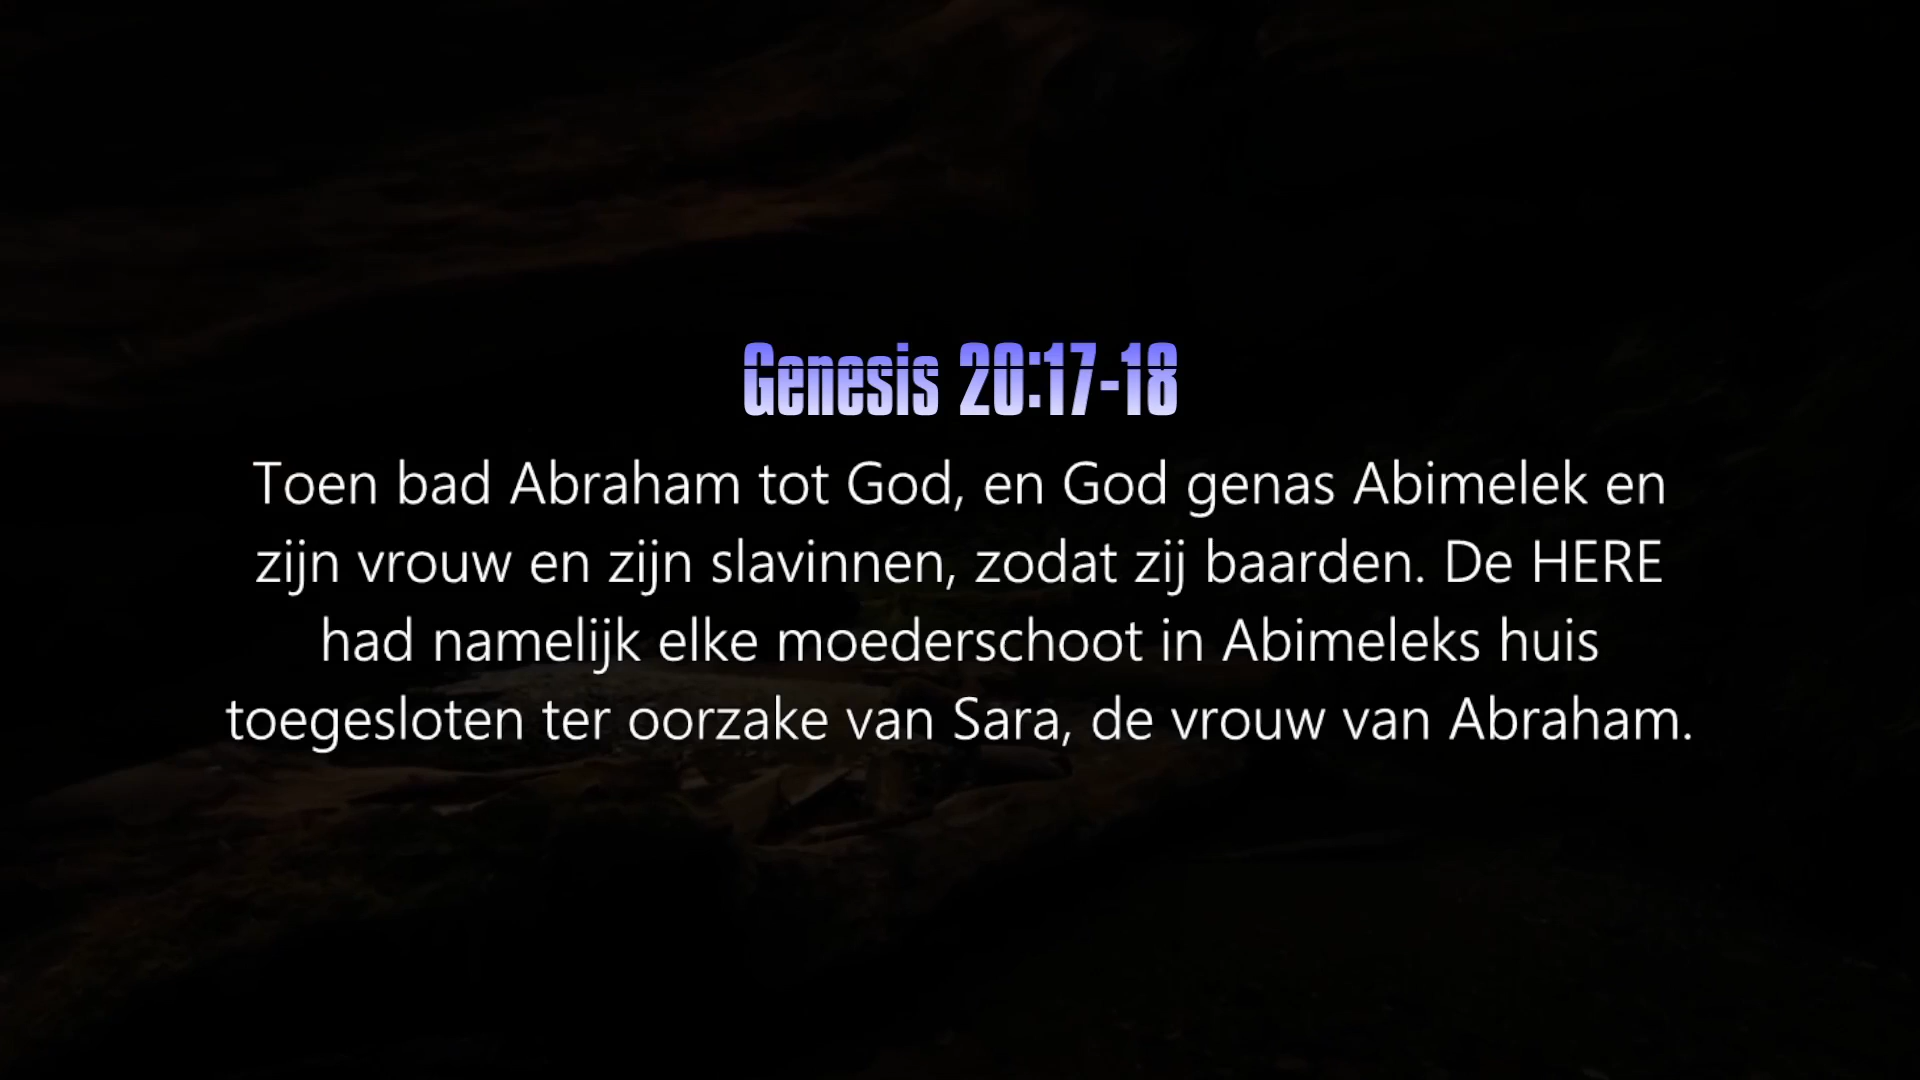 Genesis 20:17-18
Toen bad Abraham tot God, en God genas Abimelek en
zijn vrouw en zijn slavinnen, zodat zij baarden. De HERE
had namelijk elke moederschoot in Abimeleks huis
toegesloten ter oorzake van Sara, de vrouw van Abraham.